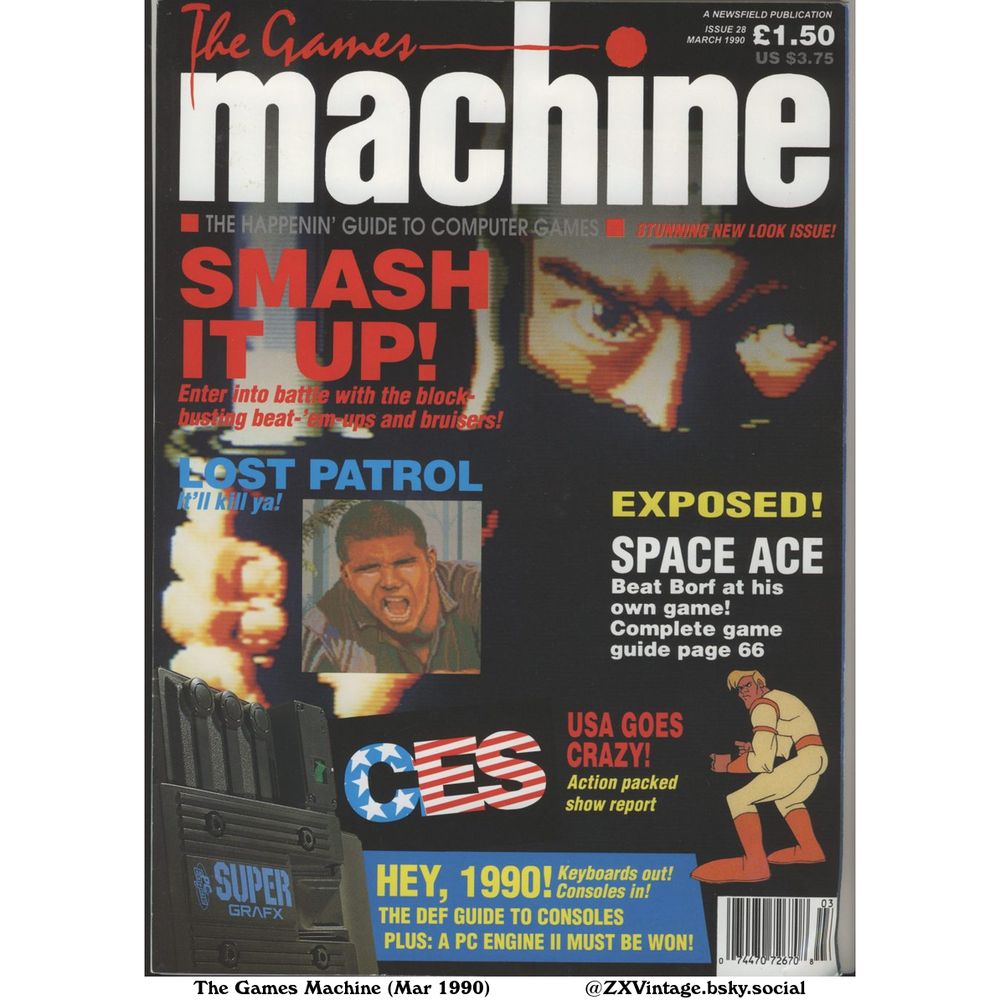 The Games
machine
A NEWSFIELD PUBLICATION
ISSUE 28
MARCH 1990
£1.50
US $3.75
THE HAPPENIN' GUIDE TO COMPUTER GAMES
STUNNING NEW LOOK ISSUE!
SMASH
IT UP!
Enter into battle with the block-
busting beat-'em-ups and bruisers!
LOST PATROL
It'll kill ya!
EXPOSED!
SPACE ACE
Beat Borf at his
own game!
Complete game
guide page 66
CES
USA GOES
CRAZY!
Action packed
show report
SUPER
GRAFX
HEY, 1990!
Keyboards out!
Consoles in!
THE DEF GUIDE TO CONSOLES
PLUS: A PC ENGINE II MUST BE WON!
03
0 74470 72670 8
The Games Machine (Mar 1990)
@ZXVintage.bsky.social